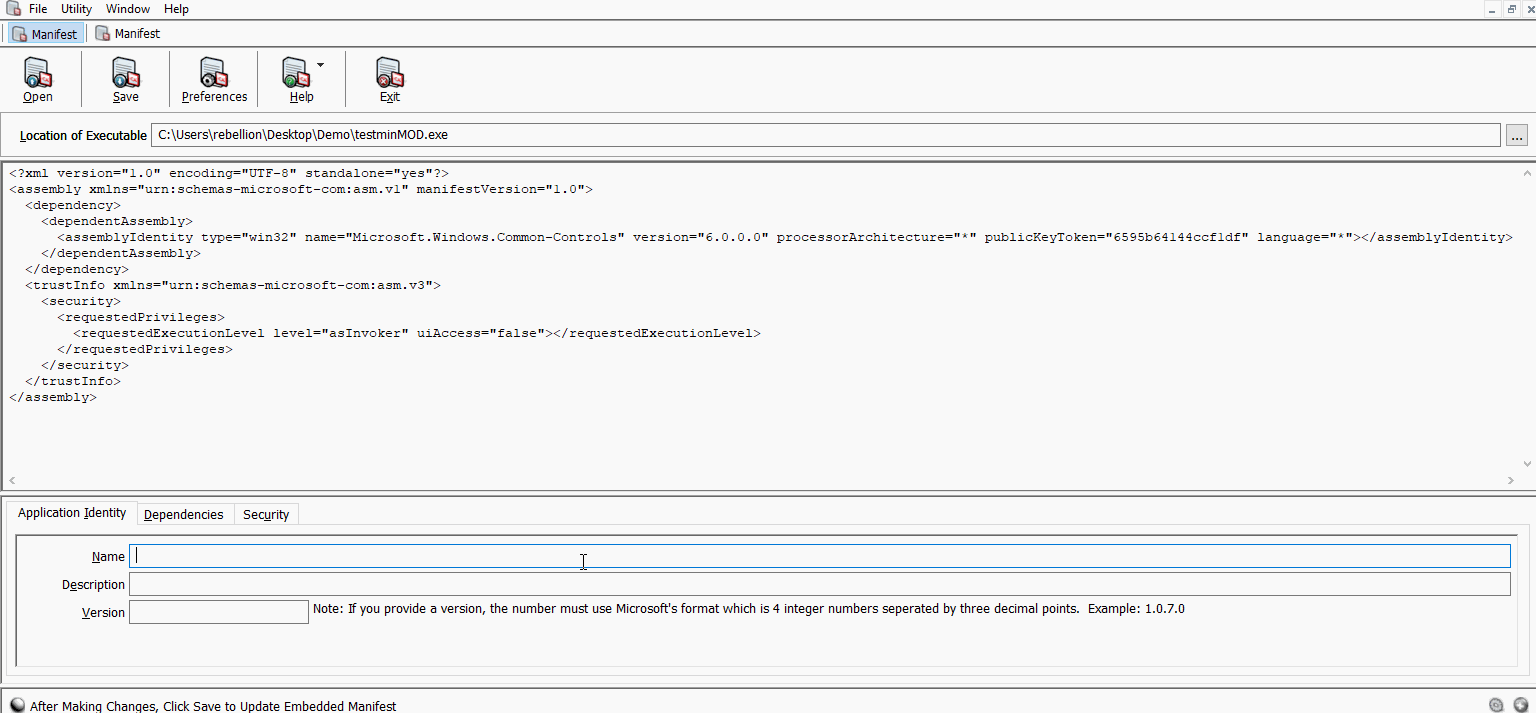 File Utility Window Help
Manifest Manifest
Open Save Preferences Help Exit
Location of Executable C:\Users\rebellion\Desktop\Demo\testminMOD.exe ...
<?xml version="1.0" encoding="UTF-8" standalone="yes"?>
<assembly xmlns="urn:schemas-microsoft-com:asm.v1" manifestVersion="1.0">
  <dependency>
    <dependentAssembly>
      <assemblyIdentity type="win32" name="Microsoft.Windows.Common-Controls" version="6.0.0.0" processorArchitecture="*" publicKeyToken="6595b64144ccf1df" language="*"></assemblyIdentity>
    </dependentAssembly>
  </dependency>
  <trustInfo xmlns="urn:schemas-microsoft-com:asm.v3">
    <security>
      <requestedPrivileges>
        <requestedExecutionLevel level="asInvoker" uiAccess="false"></requestedExecutionLevel>
      </requestedPrivileges>
    </security>
  </trustInfo>
</assembly>
Application Identity Dependencies Security
Name
Description
Version Note: If you provide a version, the number must use Microsoft's format which is 4 integer numbers seperated by three decimal points. Example: 1.0.7.0
After Making Changes, Click Save to Update Embedded Manifest